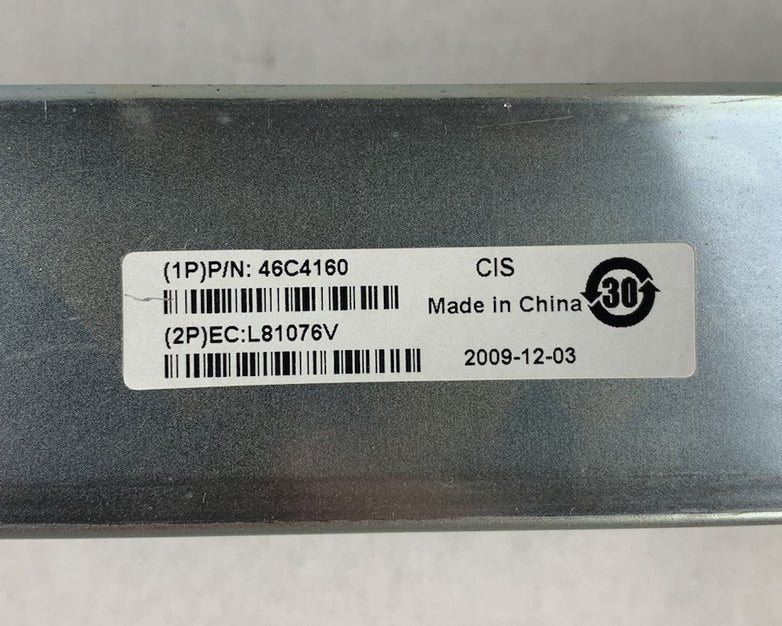 (1P)P/N: 46C4160
CIS
Made in China
30
(2P)EC:L81076V
2009-12-03